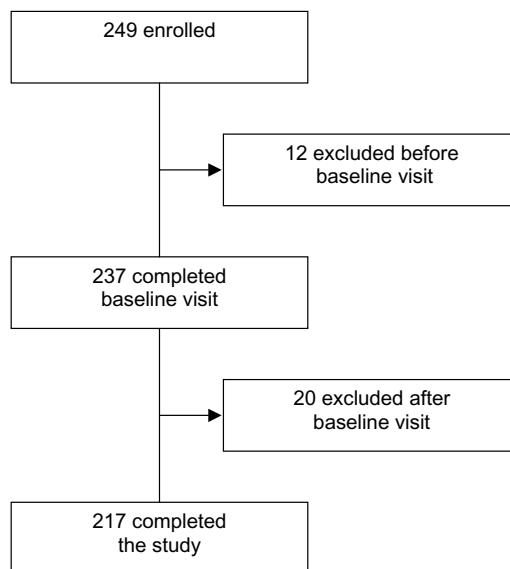 249 enrolled
12 excluded before
baseline visit
237 completed
baseline visit
20 excluded after
baseline visit
217 completed
the study